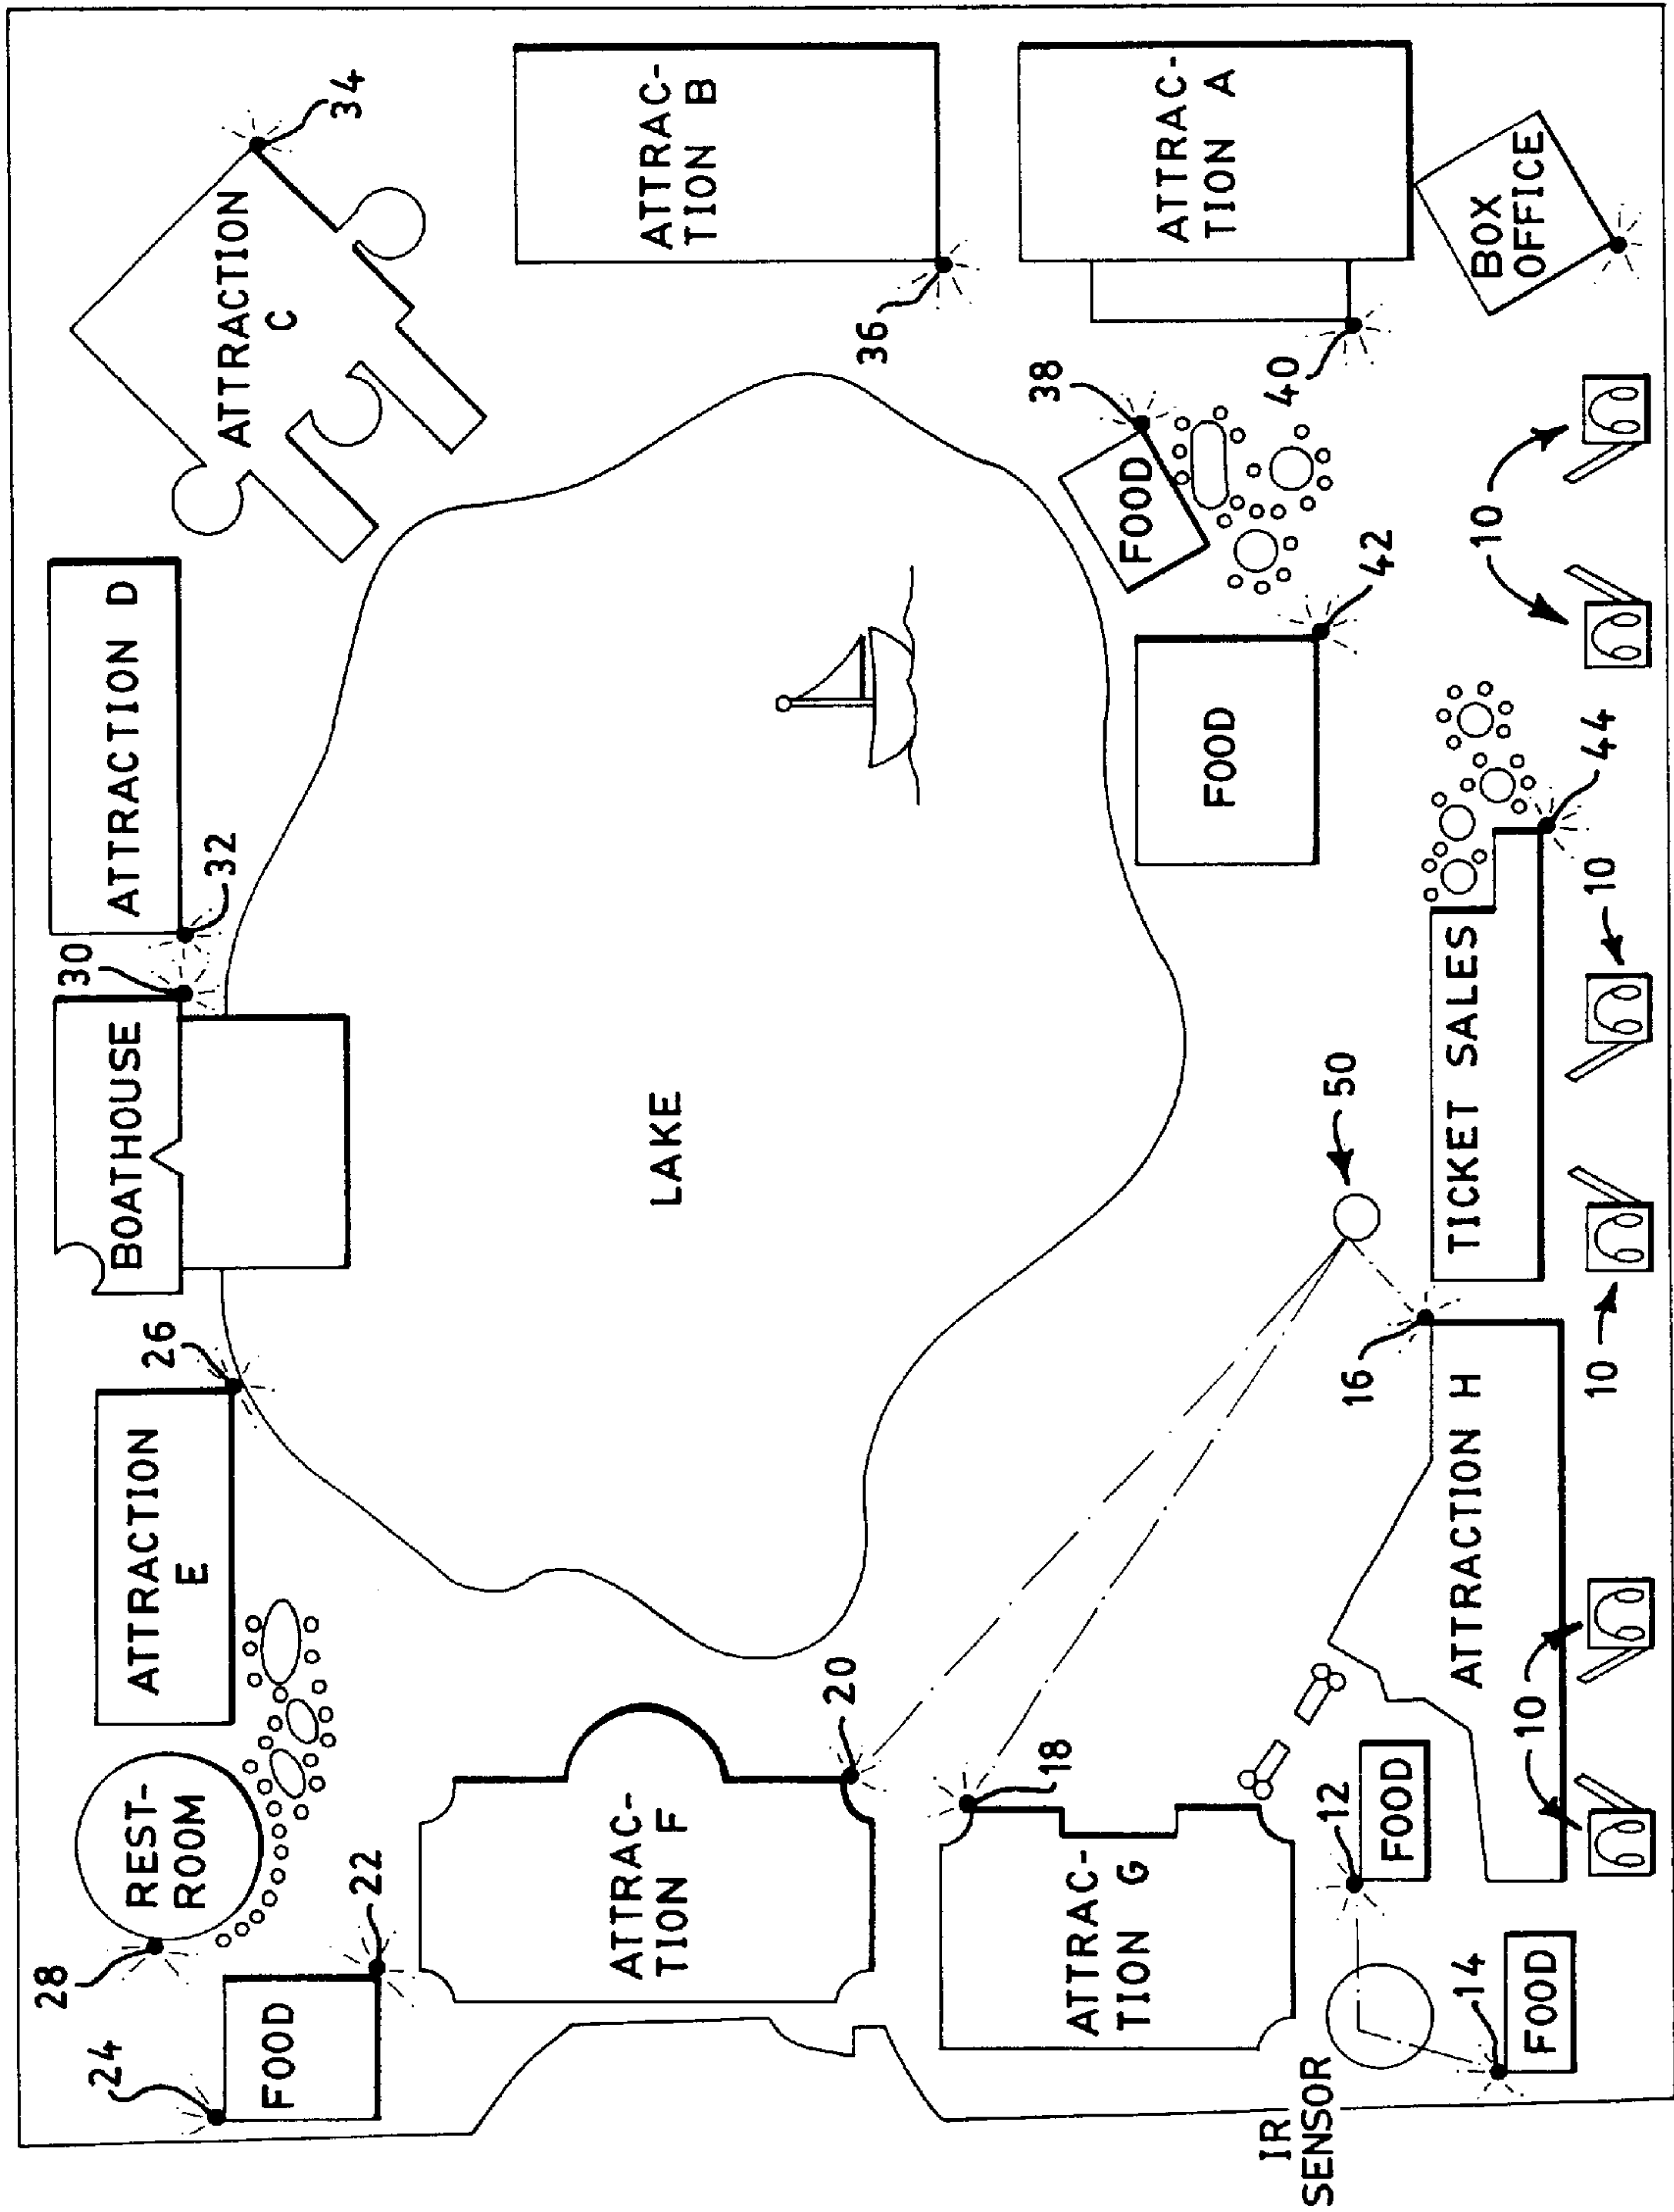 28
30
24
BOATHOUSE
ATTRACTION D
REST-
ROOM
ATTRACTION
E
26
32
ATTRACTION
C
FOOD
34
22
ATTRAC-
TION F
LAKE
ATTRAC-
TION B
20
36
38
18
ATTRAC-
TION G
FOOD
ATTRAC-
TION A
FOOD
IR
SENSOR
40
12
50
16
42
FOOD
14
ATTRACTION H
TICKET SALES
10
BOX
OFFICE
10
FOOD
44
10
10